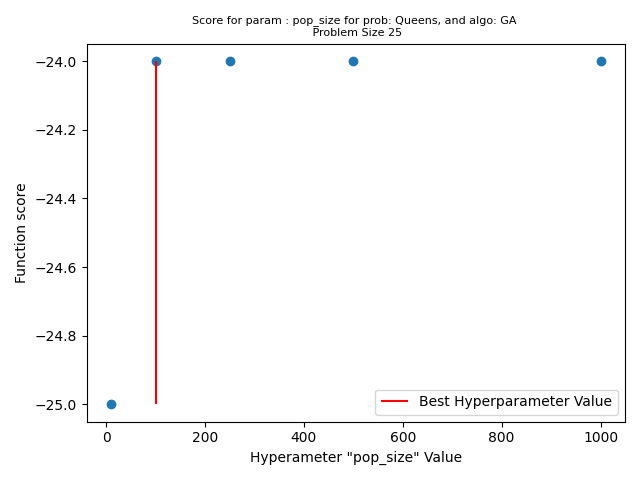 Score for param : pop_size for prob: Queens, and algo: GA
Problem Size 25
−24.0
−24.2
−24.4
−24.6
−24.8
−25.0
Function score
Best Hyperparameter Value
0 200 400 600 800 1000
Hyperameter "pop_size" Value